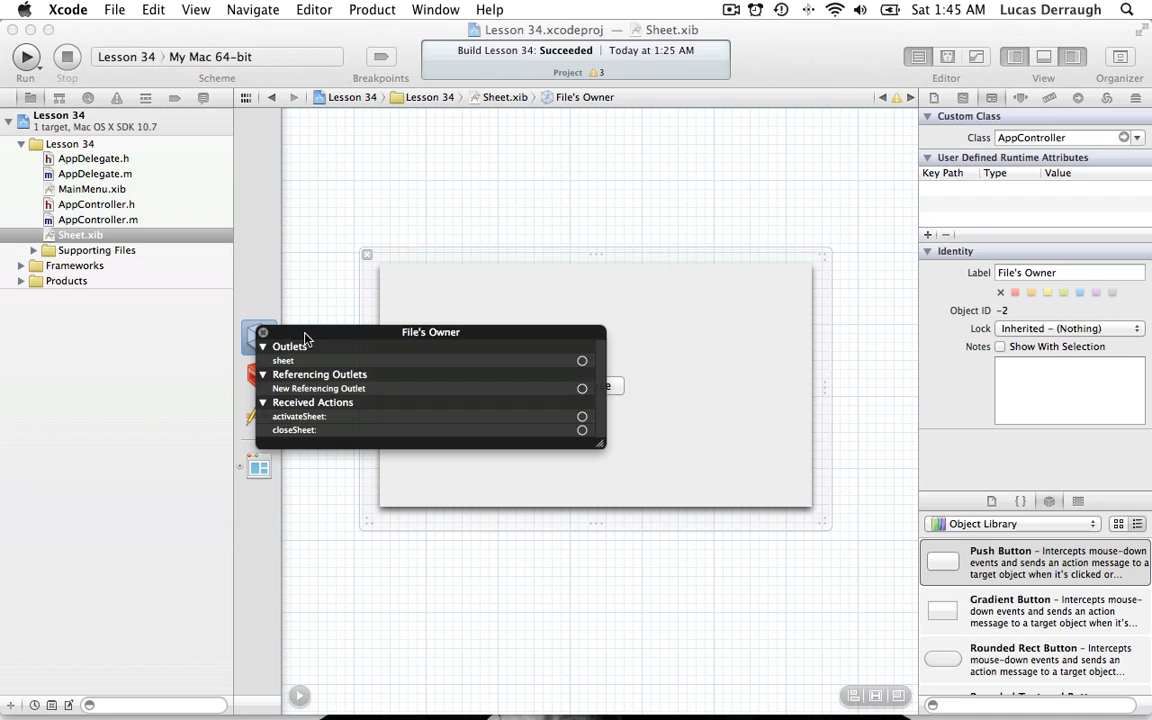 Xcode File Edit View Navigate Editor Product Window Help Sat 1:45 AM Lucas Derraugh
Lesson 34.xcodeproj — Sheet.xib
Lesson 34 〉 My Mac 64-bit
Build Lesson 34: Succeeded | Today at 1:25 AM
Project 3
Run Stop Scheme Breakpoints Editor View Organizer
Lesson 34 〉 Lesson 34 〉 Sheet.xib 〉 File's Owner
Lesson 34
1 target, Mac OS X SDK 10.7
Lesson 34
h AppDelegate.h
m AppDelegate.m
MainMenu.xib
h AppController.h
m AppController.m
Sheet.xib
Supporting Files
Frameworks
Products
File's Owner
Outlets
sheet
Referencing Outlets
New Referencing Outlet
Received Actions
activateSheet:
closeSheet:
e
Custom Class
Class AppController
User Defined Runtime Attributes
Key Path Type Value
Identity
Label File's Owner
Object ID -2
Lock Inherited - (Nothing)
Notes Show With Selection
{}
Object Library
Push Button - Intercepts mouse-down
events and sends an action message to a
target object when it's clicked or...
Gradient Button - Intercepts mouse-
down events and sends an action
message to a target object when it's...
Rounded Rect Button - Intercepts
mouse-down events and sends an
action message to a target object...